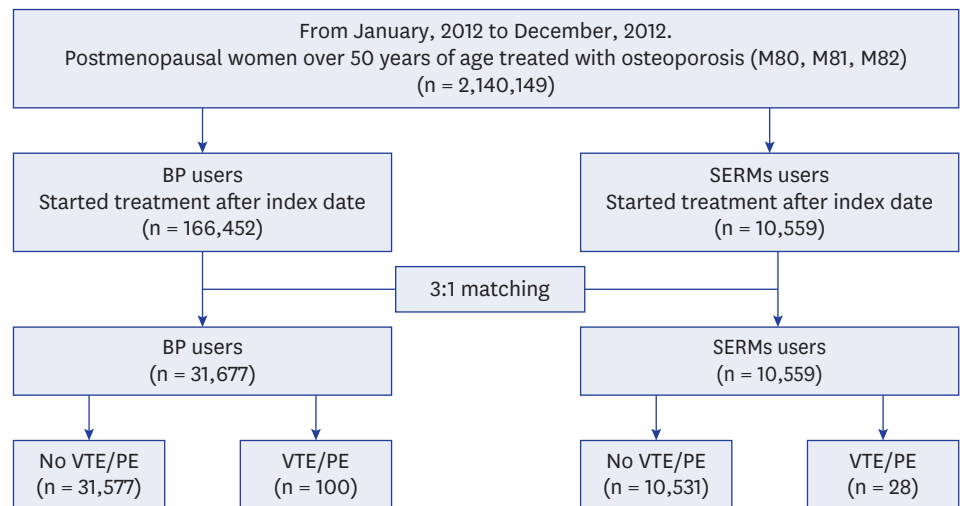 From January, 2012 to December, 2012.
Postmenopausal women over 50 years of age treated with osteoporosis (M80, M81, M82)
(n = 2,140,149)
BP users
Started treatment after index date
(n = 166,452)
SERMs users
Started treatment after index date
(n = 10,559)
3:1 matching
BP users
(n = 31,677)
SERMs users
(n = 10,559)
No VTE/PE
(n = 31,577)
VTE/PE
(n = 100)
No VTE/PE
(n = 10,531)
VTE/PE
(n = 28)